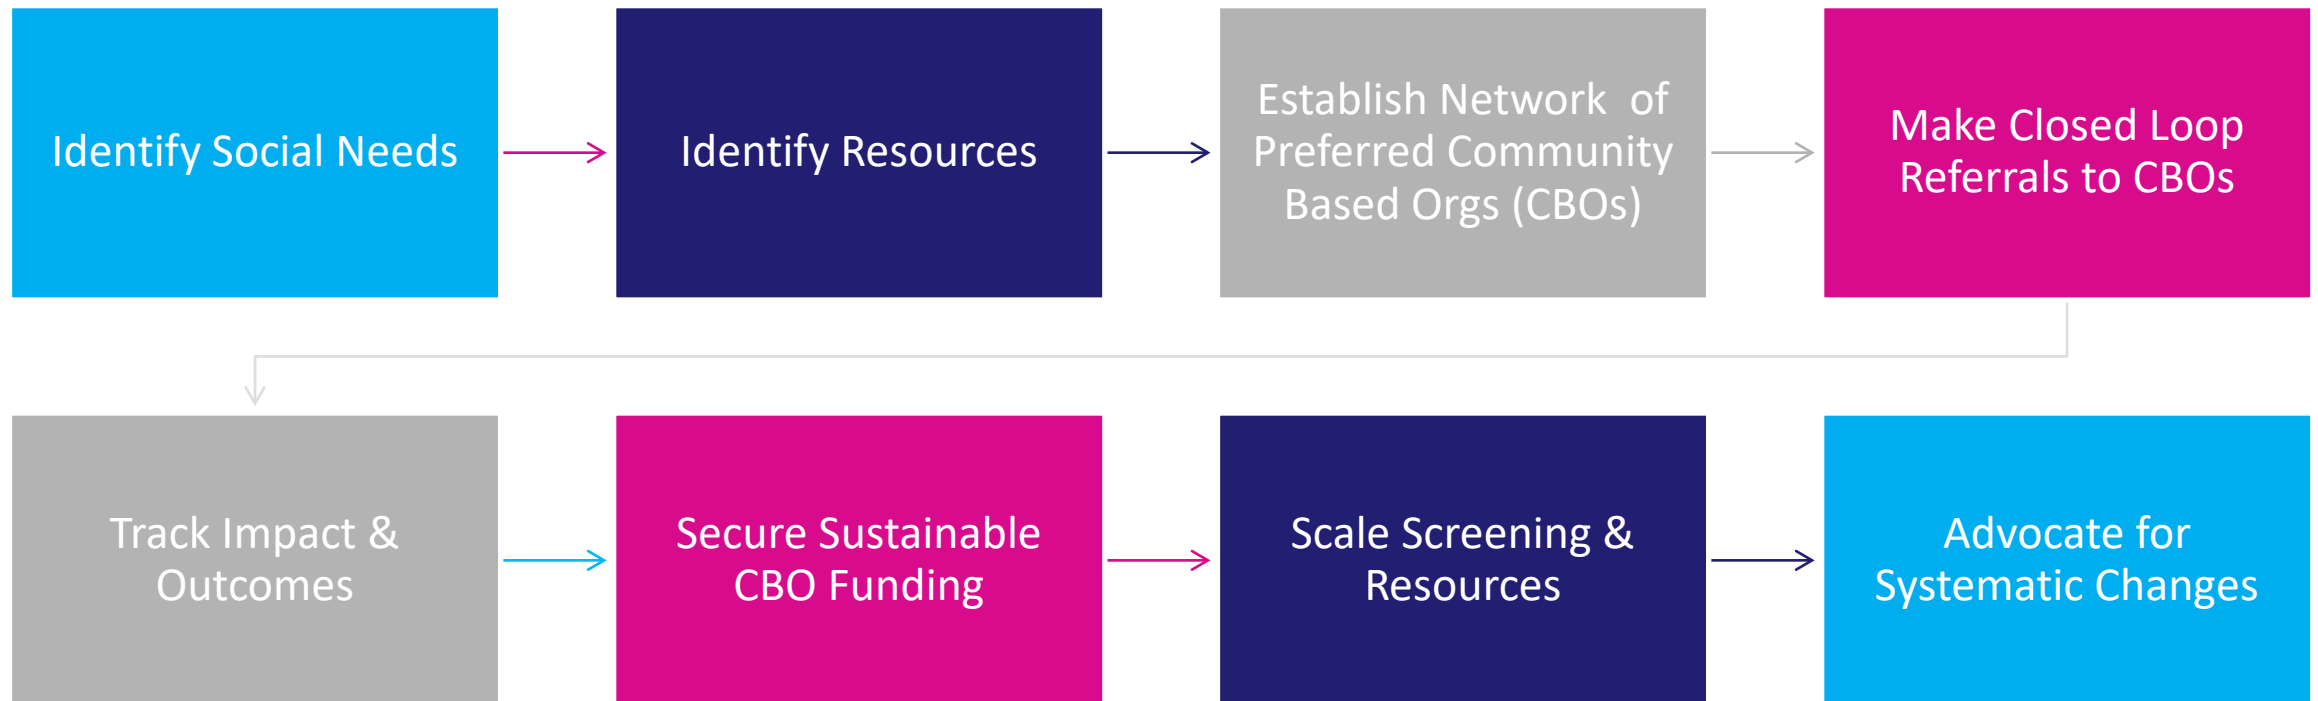 Identify Social Needs
Identify Resources
Establish Network  of
Preferred Community
Based Orgs (CBOs)
Make Closed Loop
Referrals to CBOs
Track Impact &
Outcomes
Secure Sustainable
CBO Funding
Scale Screening &
Resources
Advocate for
Systematic Changes